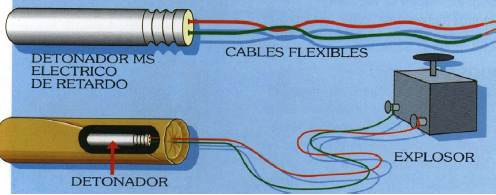 DETONADOR MS
ELECTRICO
DE RETARDO
CABLES FLEXIBLES
EXPLOSOR
DETONADOR